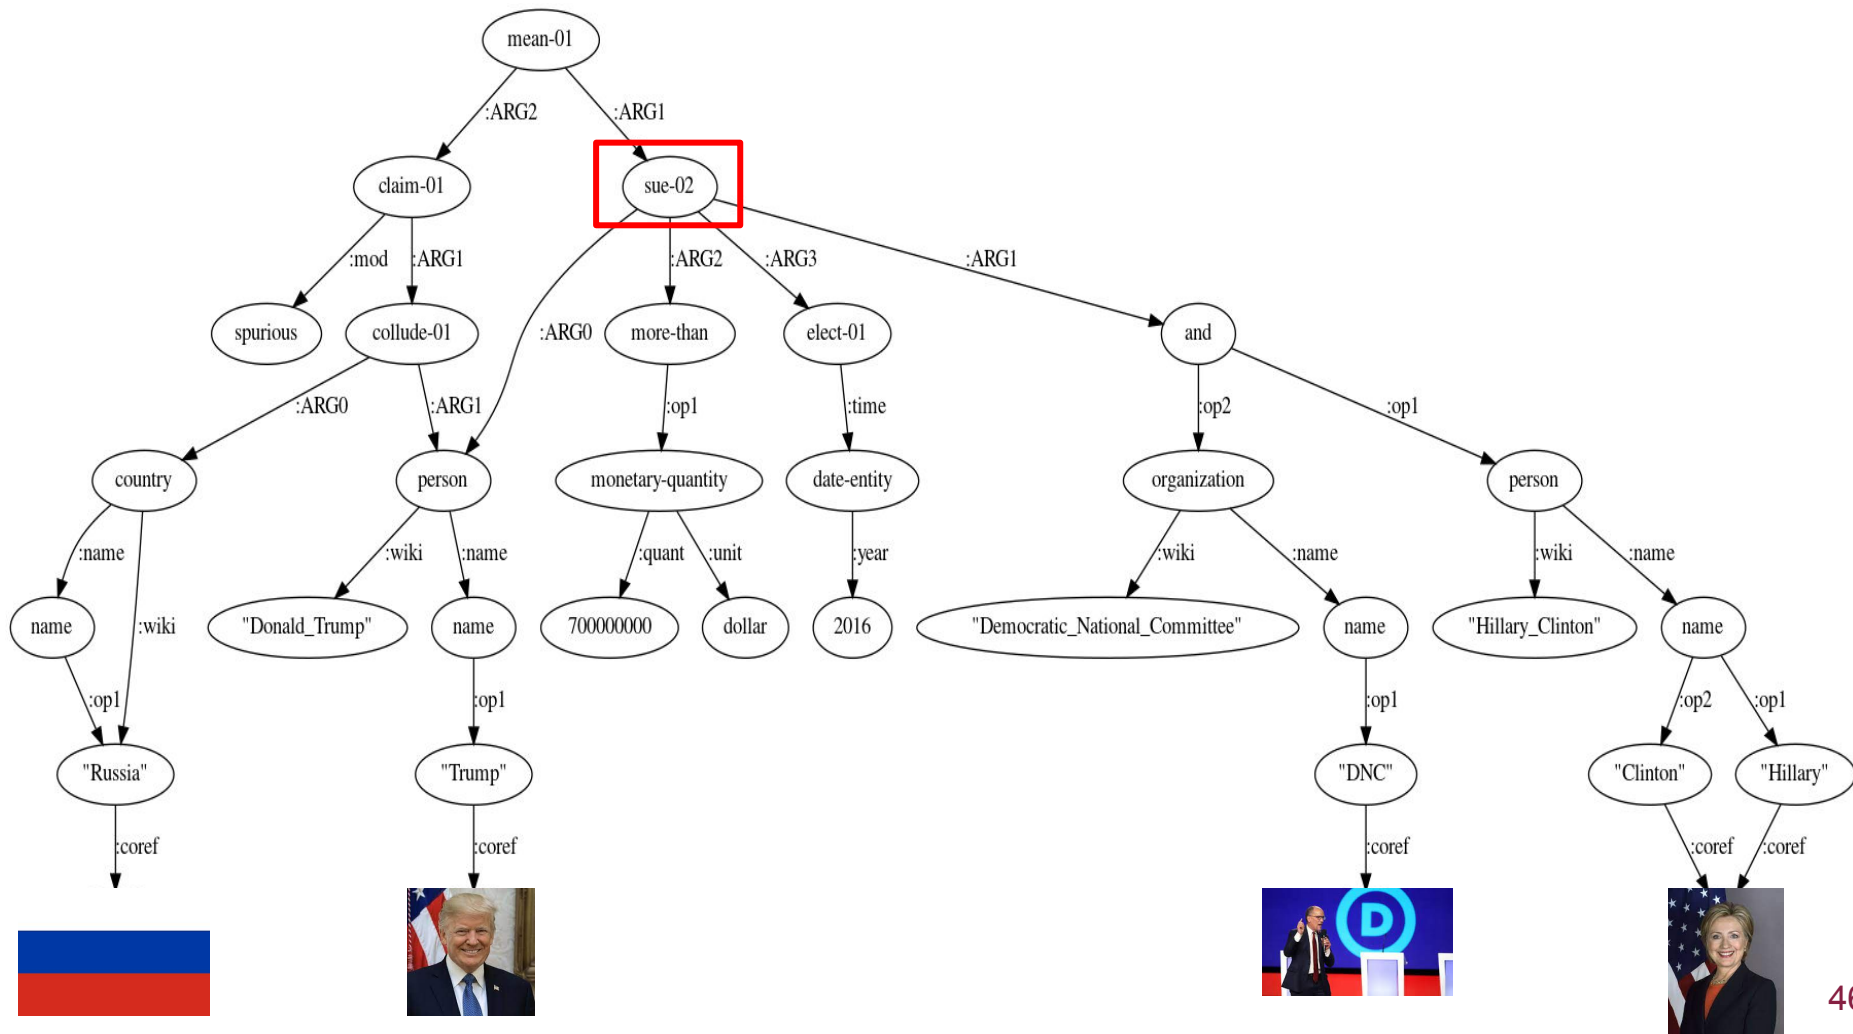 mean-01
:ARG2 :ARG1
claim-01 sue-02
:mod :ARG1 :ARG2 :ARG3 :ARG1
spurious collude-01 :ARG0 more-than elect-01 and
:ARG0 :ARG1 :op1 :time :op2 :op1
country person monetary-quantity date-entity organization person
:name :wiki :wiki :name :quant :unit :year :wiki :name :wiki :name
name "Donald_Trump" name 700000000 dollar 2016 "Democratic_National_Committee" name "Hillary_Clinton" name
:op1 :op1 :op1 :op2 :op1
"Russia" "Trump" "DNC" "Clinton" "Hillary"
:coref :coref :coref :coref :coref
D
46